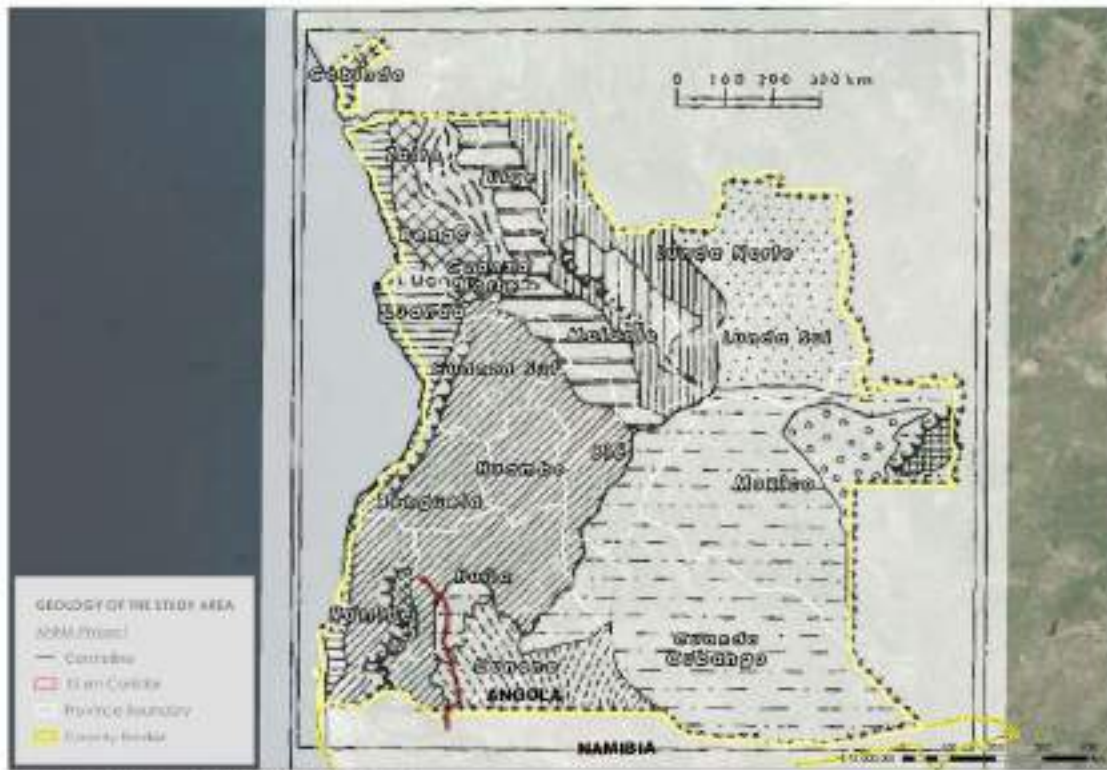 Cabinda
0 100 200 300 km
Zaire
Uige
Bengo
Lunda Norte
Cuanza
Norte
Luanda
Malanje
Lunda Sul
Cuanza Sul
Huambo
Bié
Moxico
Benguela
Huíla
Namibe
Cunene
Cuando
Cubango
ANGOLA
NAMIBIA
GEOLOGY OF THE STUDY AREA
Centreline
Province Boundary
Country Border